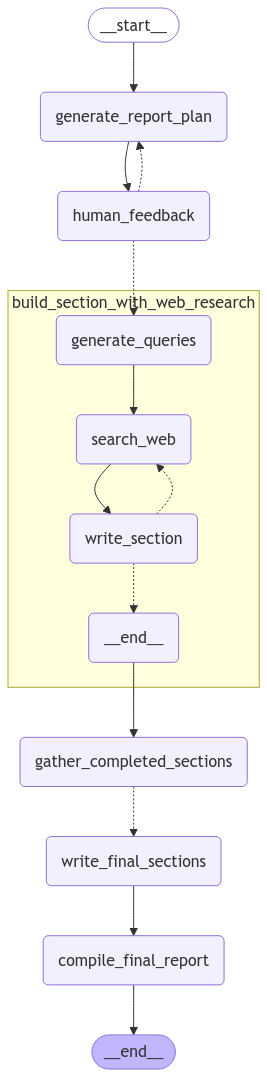 __start__
generate_report_plan
human_feedback
build_section_with_web_research
generate_queries
search_web
write_section
__end__
gather_completed_sections
write_final_sections
compile_final_report
__end__